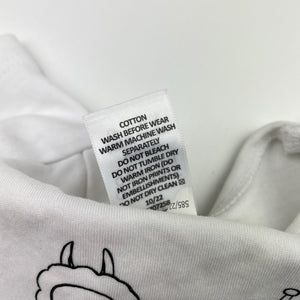 COTTON
WASH BEFORE WEAR
WARM MACHINE WASH
SEPARATELY
DO NOT BLEACH
DO NOT TUMBLE DRY
WARM IRON (DO
NOT IRON PRINTS OR
EMBELLISHMENTS)
DO NOT DRY CLEAN
10/22